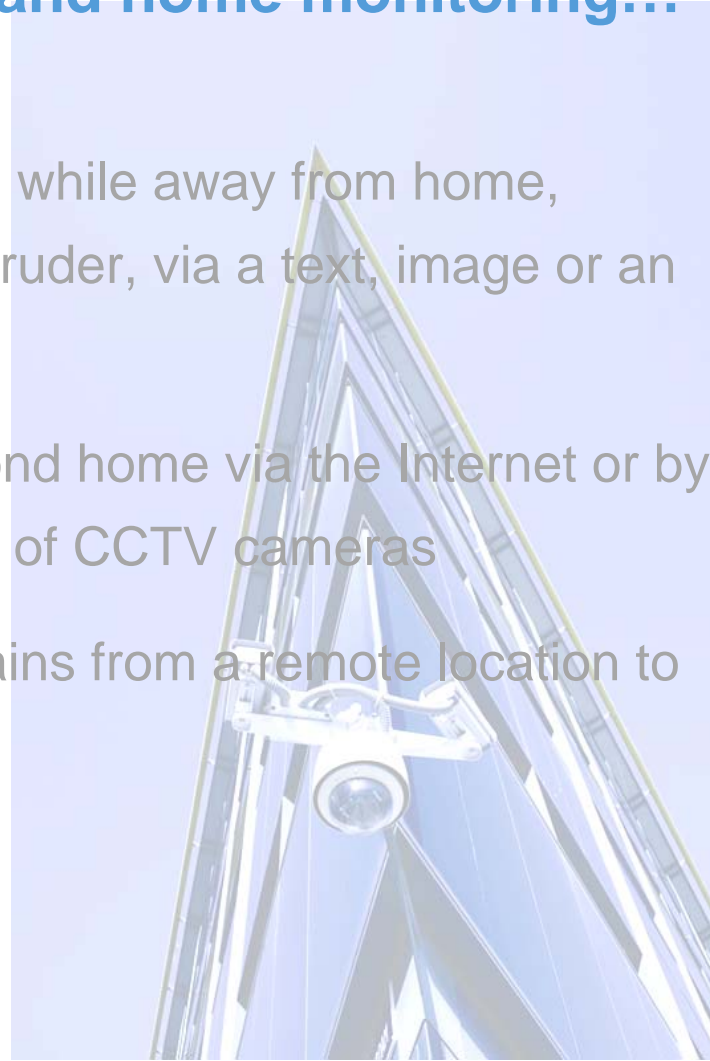 and home monitoring…
while away from home,
ruder, via a text, image or an
nd home via the Internet or by
of CCTV cameras
ins from a remote location to